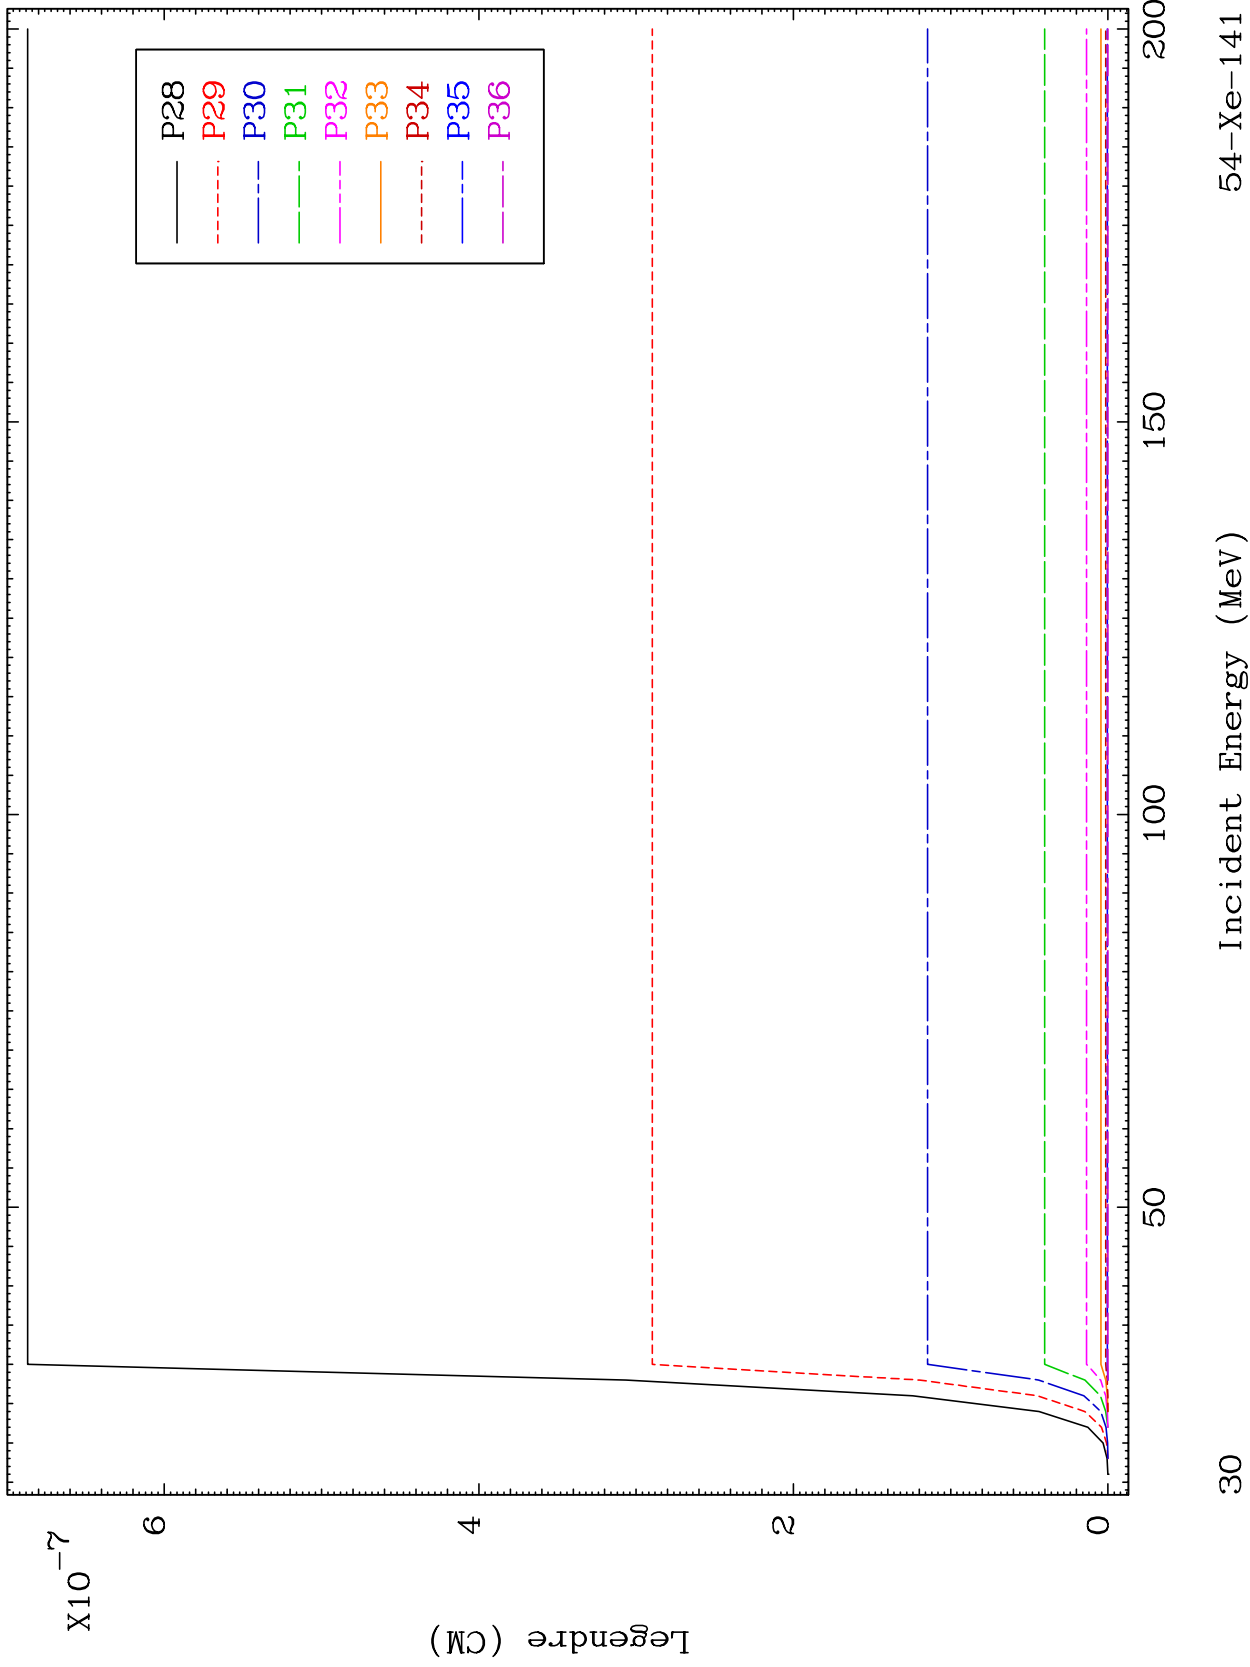 X10-7
6
4
2
0
Legendre (CM)
P28
P29
P30
P31
P32
P33
P34
P35
P36
50
100
150
200
30
Incident Energy (MeV)
54-Xe-141